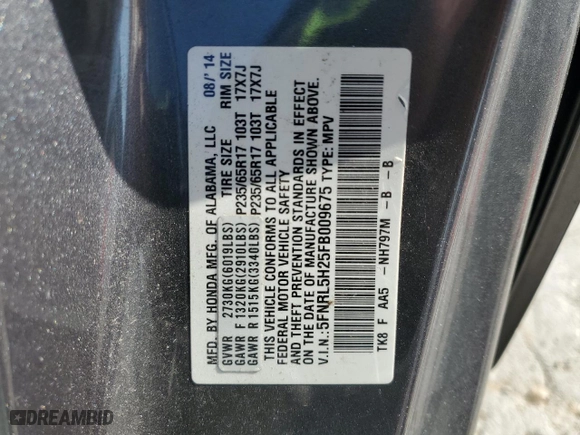 MFD. BY HONDA MFG. OF ALABAMA, LLC 08/'14
TIRE SIZE RIM SIZE
GVWR 2730KG(6019LBS)
GAWR F 1320KG(2910LBS) P235/65R17 103T 17X7J
GAWR R 1515KG(3340LBS) P235/65R17 103T 17X7J
THIS VEHICLE CONFORMS TO ALL APPLICABLE
FEDERAL MOTOR VEHICLE SAFETY
AND THEFT PREVENTION STANDARDS IN EFFECT
ON THE DATE OF MANUFACTURE SHOWN ABOVE.
V.I.N.:5FNRL5H25FB009675 TYPE: MPV
TK8 F AA5 -NH797M -B -B
DREAMBID